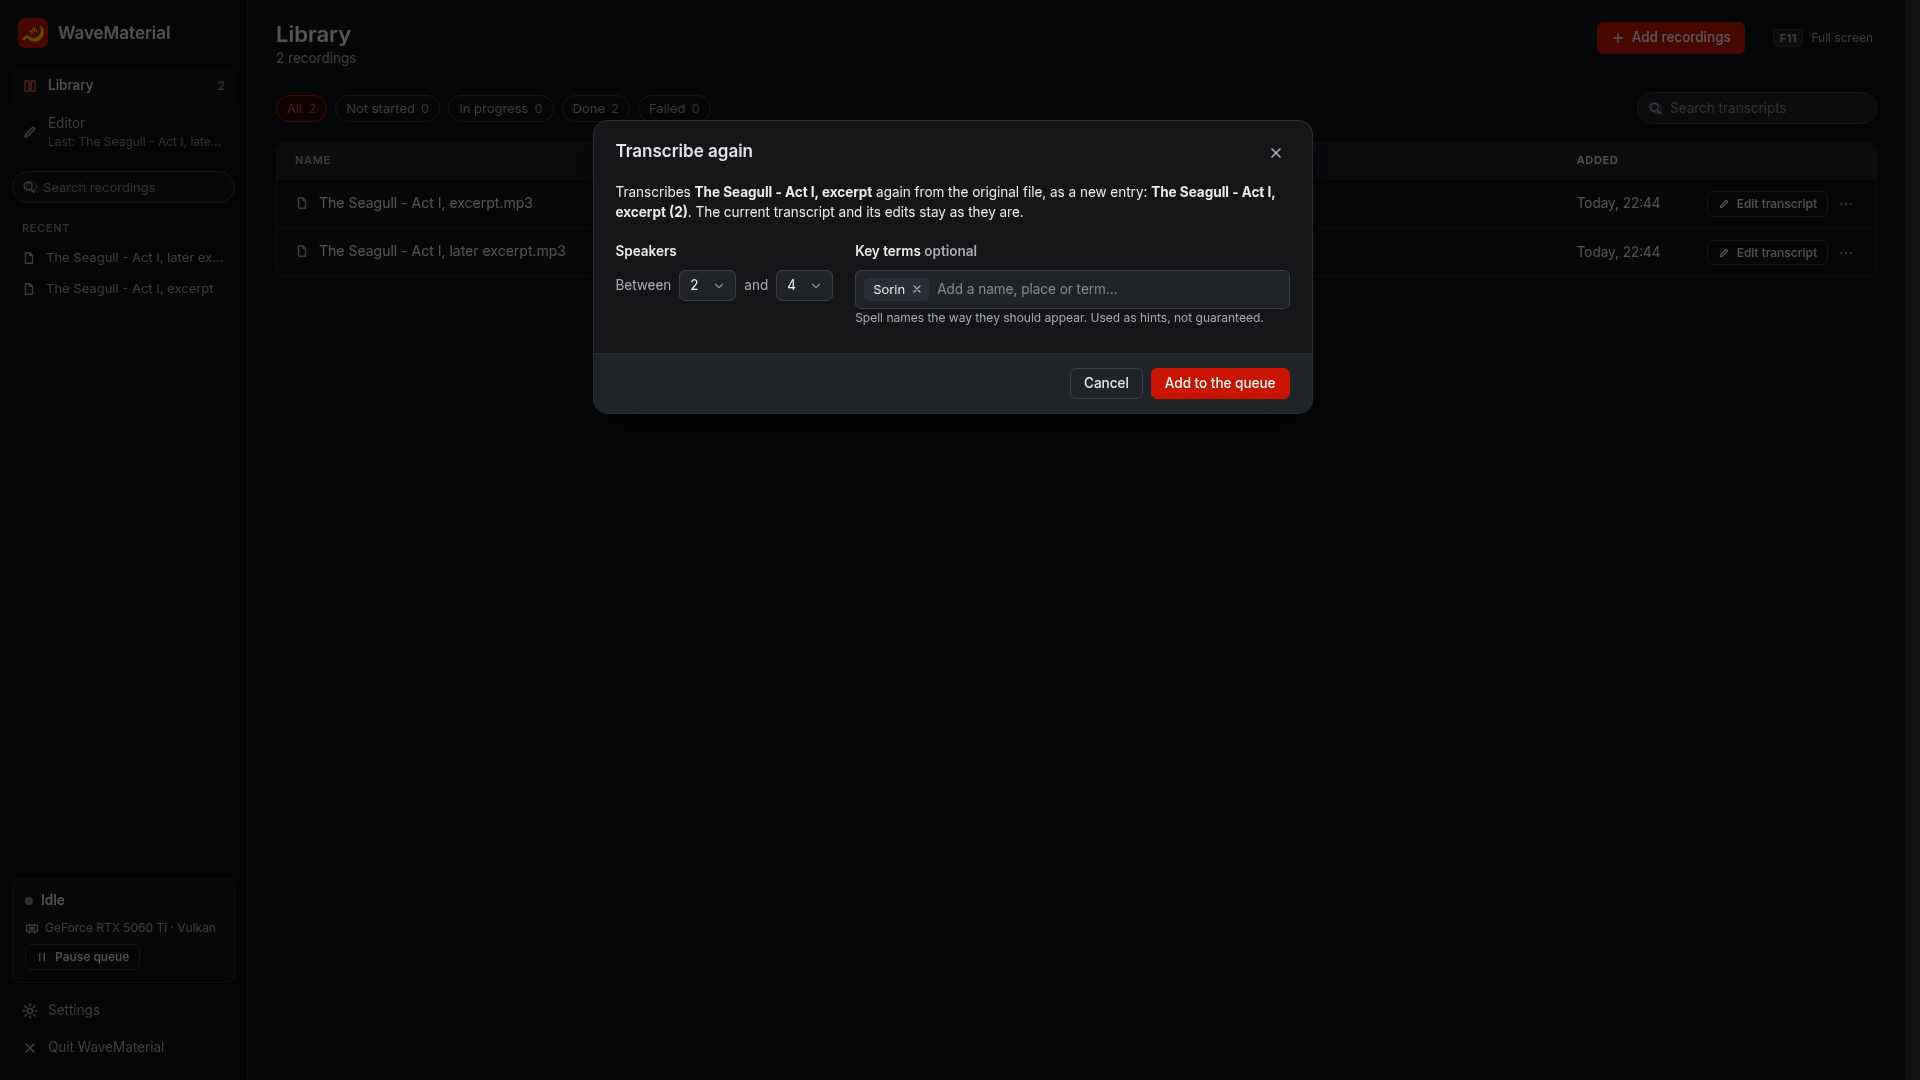 WaveMaterial
Library 2
Editor
Last: The Seagull - Act I, late...
Search recordings
RECENT
The Seagull - Act I, later ex...
The Seagull - Act I, excerpt
Idle
GeForce RTX 5060 Ti · Vulkan
Pause queue
Settings
Quit WaveMaterial
Library
2 recordings
+ Add recordings
F11 Full screen
All 2 Not started 0 In progress 0 Done 2 Failed 0
Search transcripts
NAME ADDED
The Seagull - Act I, excerpt.mp3 Today, 22:44 Edit transcript ...
The Seagull - Act I, later excerpt.mp3 Today, 22:44 Edit transcript ...
Transcribe again
Transcribes The Seagull - Act I, excerpt again from the original file, as a new entry: The Seagull - Act I,
excerpt (2). The current transcript and its edits stay as they are.
Speakers
Between 2 and 4
Key terms optional
Sorin × Add a name, place or term...
Spell names the way they should appear. Used as hints, not guaranteed.
Cancel Add to the queue